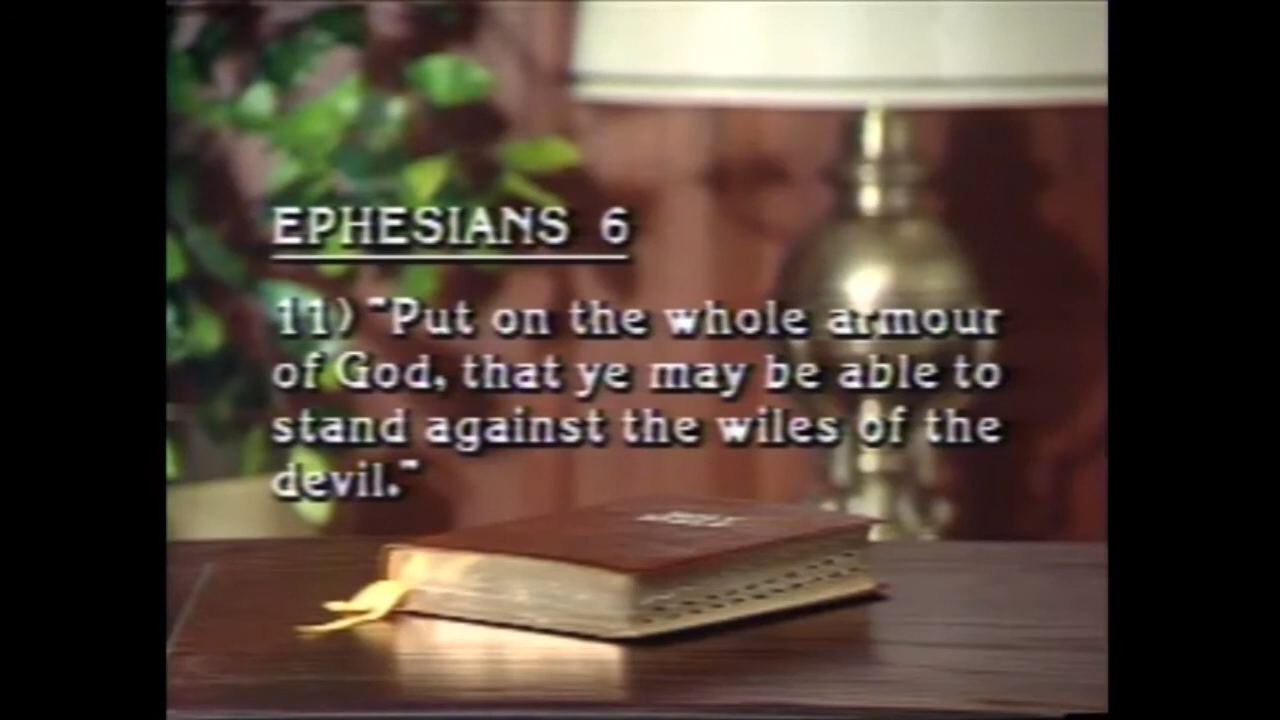 EPHESIANS 6
11) "Put on the whole armour
of God, that ye may be able to
stand against the wiles of the
devil."